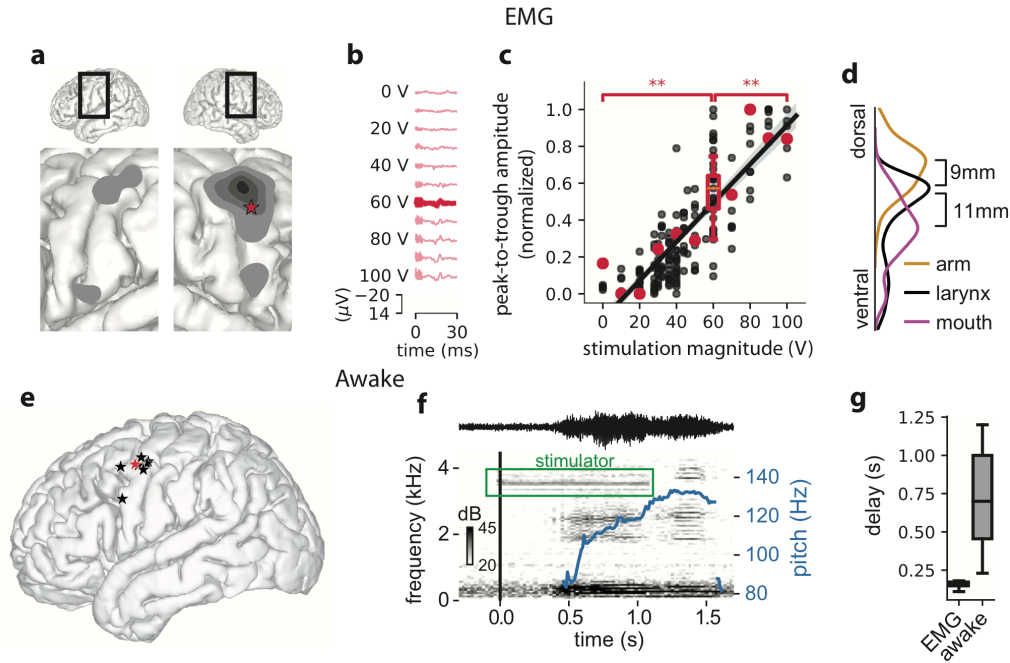 EMG
a
b
0 V
20 V
40 V
60 V
80 V
100 V
(μV)
−20
14
0
30
time (ms)
c
peak-to-trough ampitude
(normalized)
**
**
1.0
0.8
0.6
0.4
0.2
0.0
0
20
40
60
80
100
stimulation magnitude (V)
d
dorsal
ventral
9mm
11mm
arm
larynx
mouth
Awake
e
f
stimulator
frequency (kHz)
4
2
0
dB
45
20
140
120
100
80
pitch (Hz)
0.0
0.5
1.0
1.5
time (s)
g
delay (s)
1.25
1.00
0.75
0.50
0.25
EMG
awake